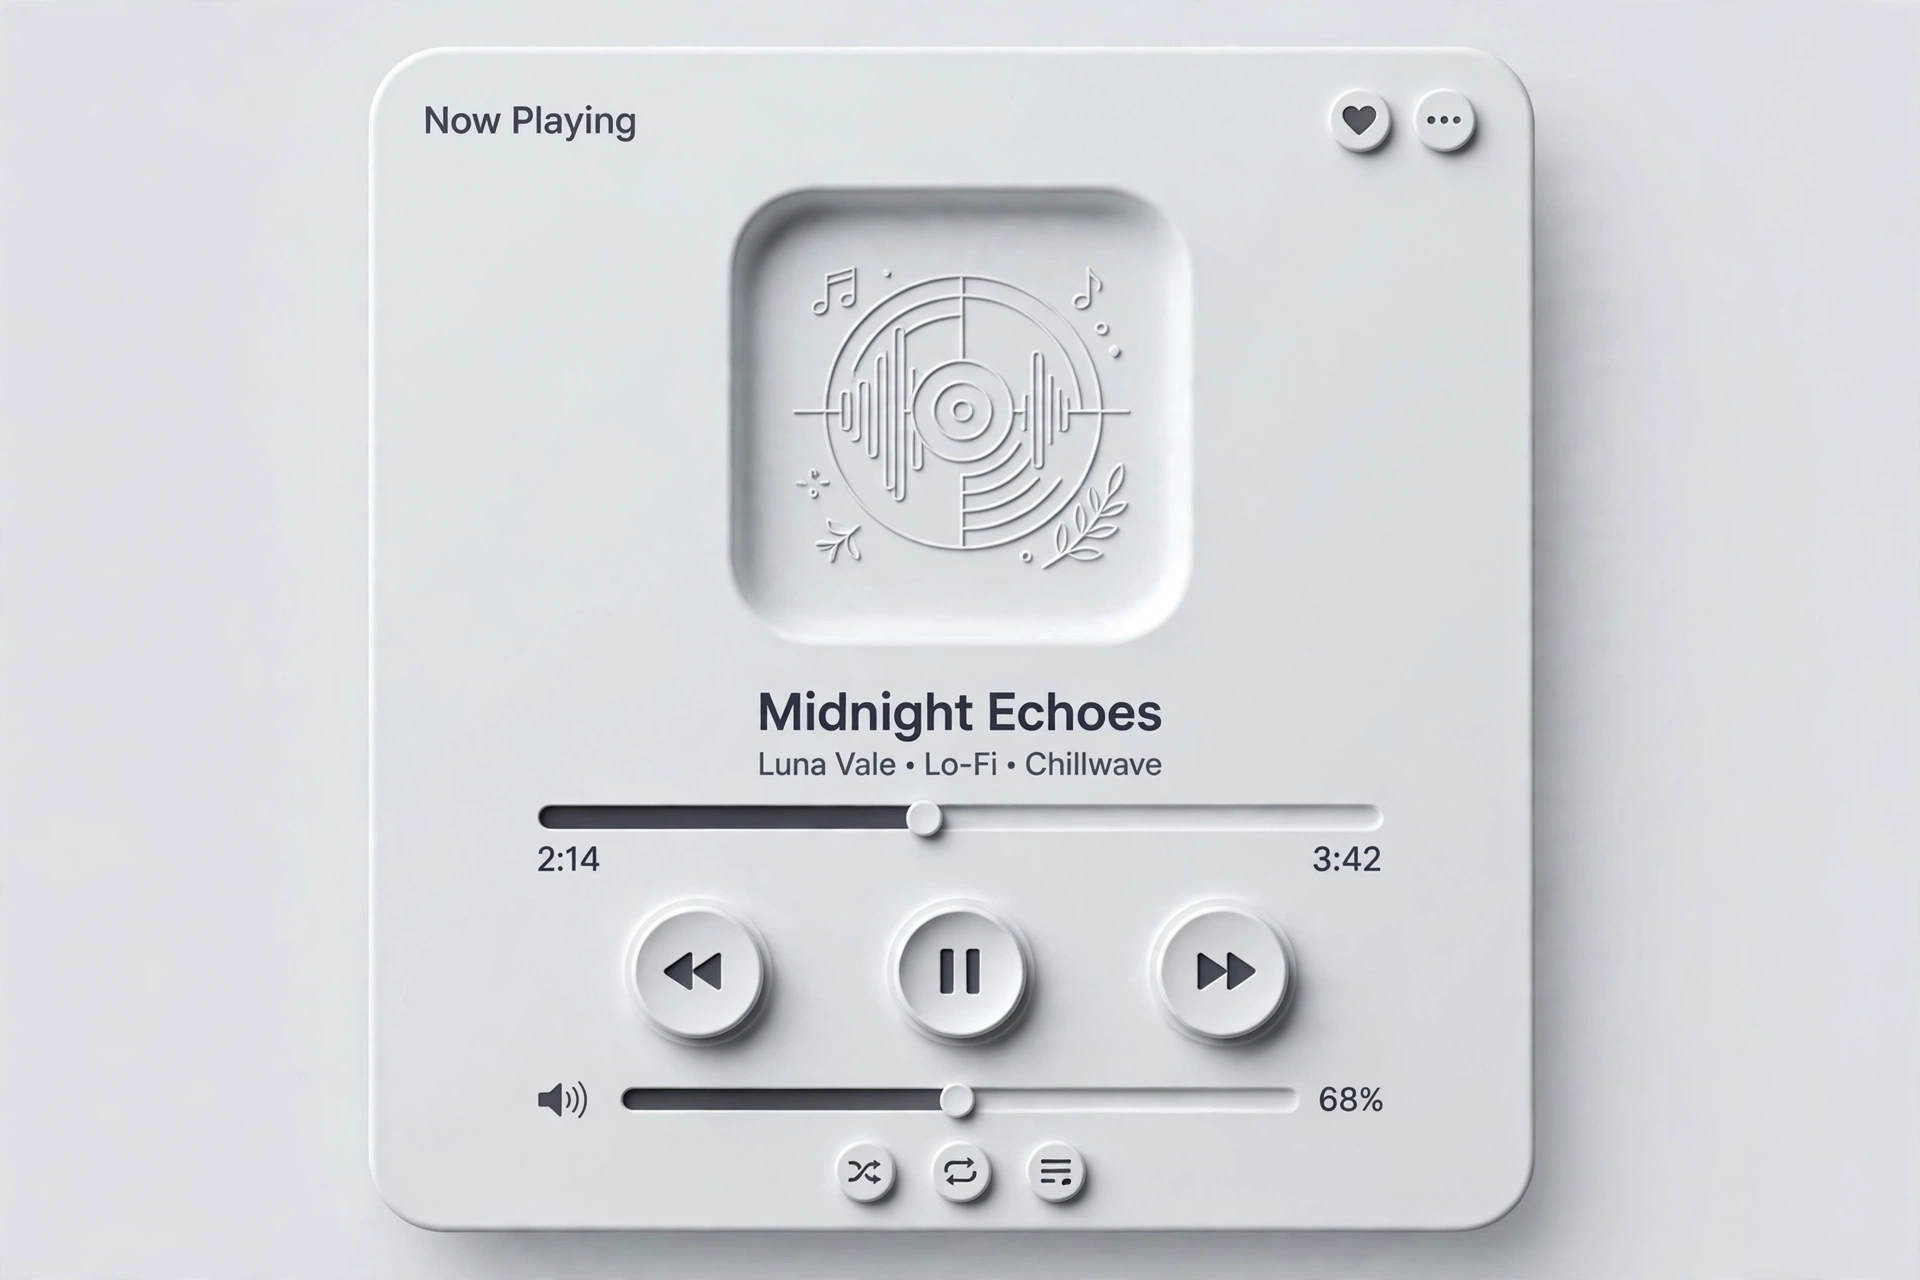 Now Playing
Midnight Echoes
Luna Vale • Lo-Fi • Chillwave
2:14
3:42
68%